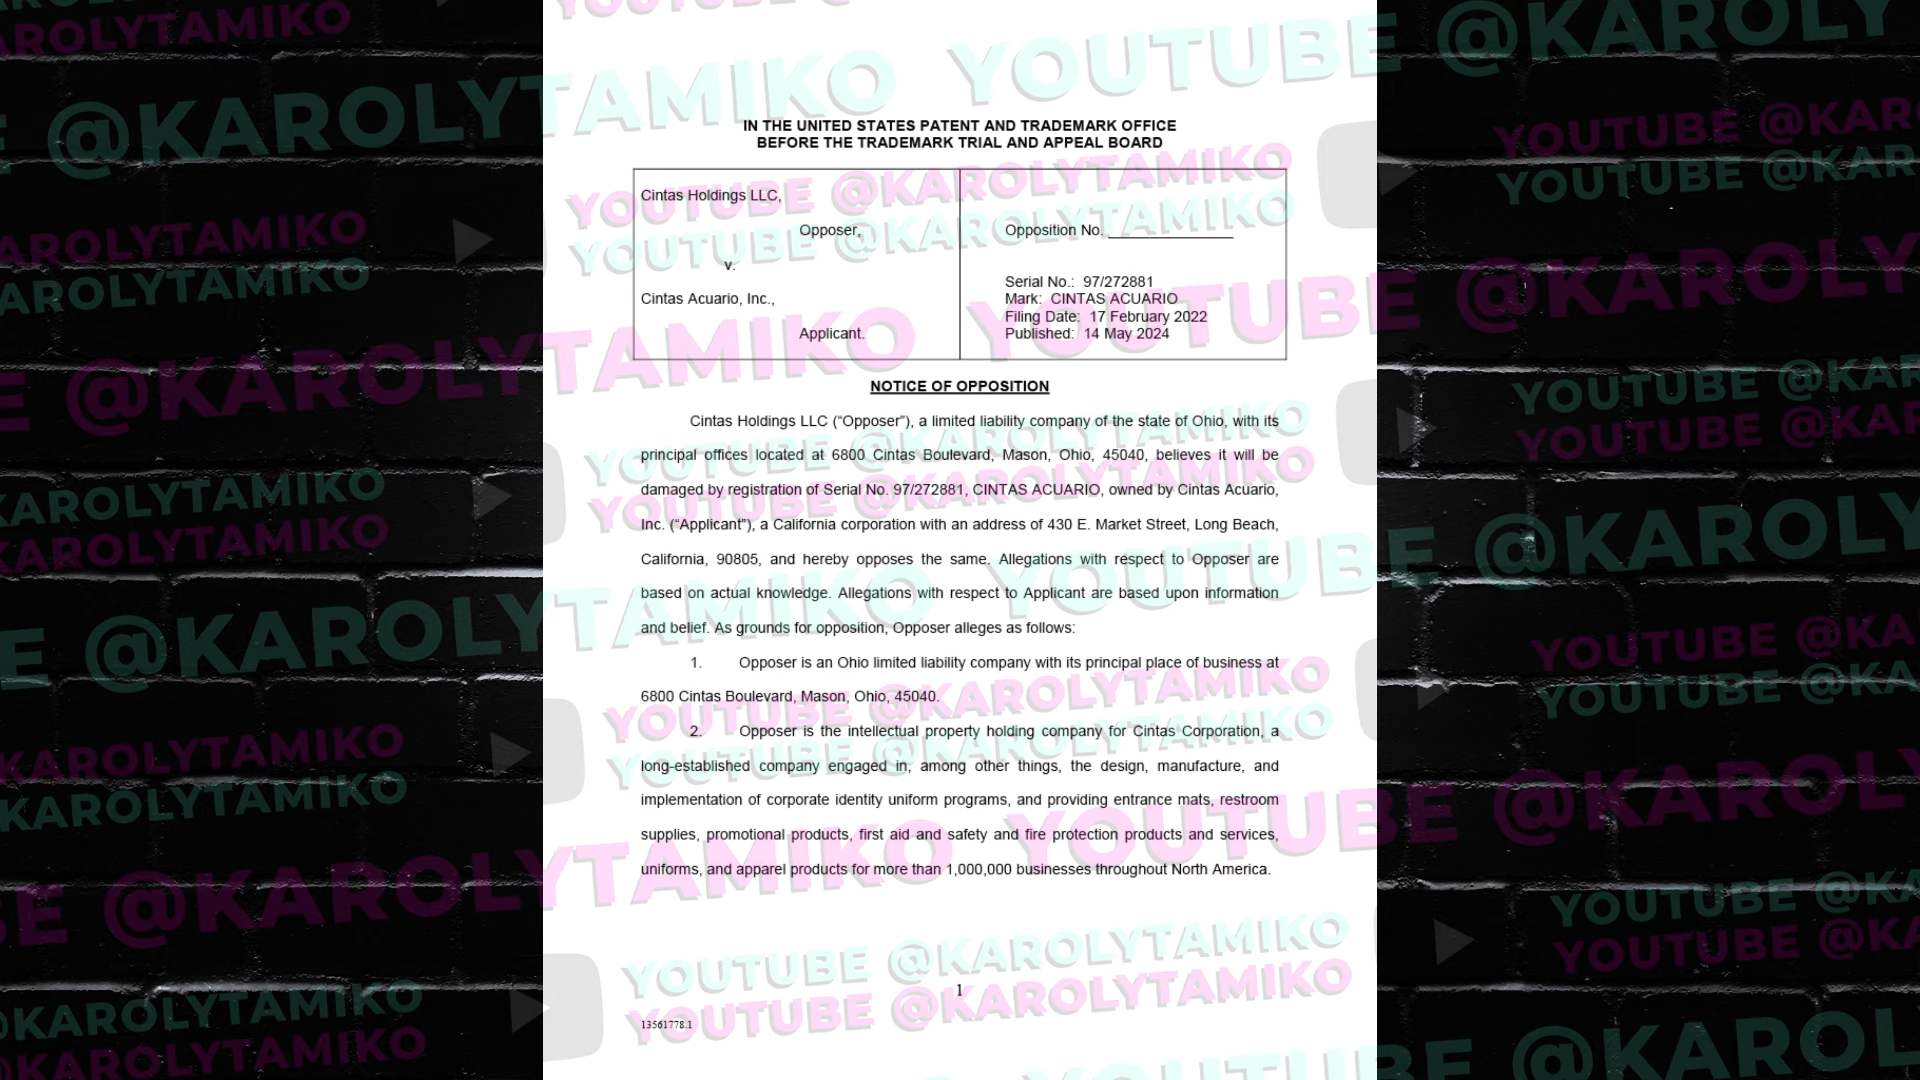 IN THE UNITED STATES PATENT AND TRADEMARK OFFICE
BEFORE THE TRADEMARK TRIAL AND APPEAL BOARD
Cintas Holdings LLC,
Opposer,
v.
Cintas Acuario, Inc.,
Applicant.
Opposition No. _______________
Serial No.: 97/272881
Mark: CINTAS ACUARIO
Filing Date: 17 February 2022
Published: 14 May 2024
NOTICE OF OPPOSITION
Cintas Holdings LLC (“Opposer”), a limited liability company of the state of Ohio, with its
principal offices located at 6800 Cintas Boulevard, Mason, Ohio, 45040, believes it will be
damaged by registration of Serial No. 97/272881, CINTAS ACUARIO, owned by Cintas Acuario,
Inc. (“Applicant”), a California corporation with an address of 430 E. Market Street, Long Beach,
California, 90805, and hereby opposes the same. Allegations with respect to Opposer are
based on actual knowledge. Allegations with respect to Applicant are based upon information
and belief. As grounds for opposition, Opposer alleges as follows:
1. Opposer is an Ohio limited liability company with its principal place of business at
6800 Cintas Boulevard, Mason, Ohio, 45040.
2. Opposer is the intellectual property holding company for Cintas Corporation, a
long-established company engaged in, among other things, the design, manufacture, and
implementation of corporate identity uniform programs, and providing entrance mats, restroom
supplies, promotional products, first aid and safety and fire protection products and services,
uniforms, and apparel products for more than 1,000,000 businesses throughout North America.
1
13561778.1
YOUTUBE @KAROLYTAMIKO